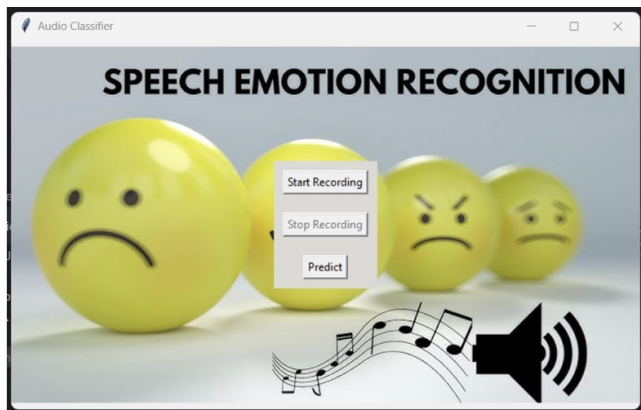 Audio Classifier
SPEECH EMOTION RECOGNITION
Start Recording
Stop Recording
Predict